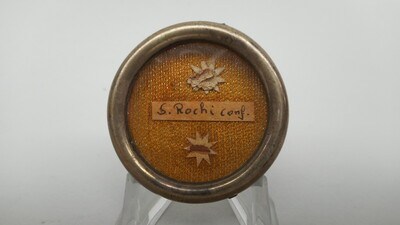 S. Rochi conf.